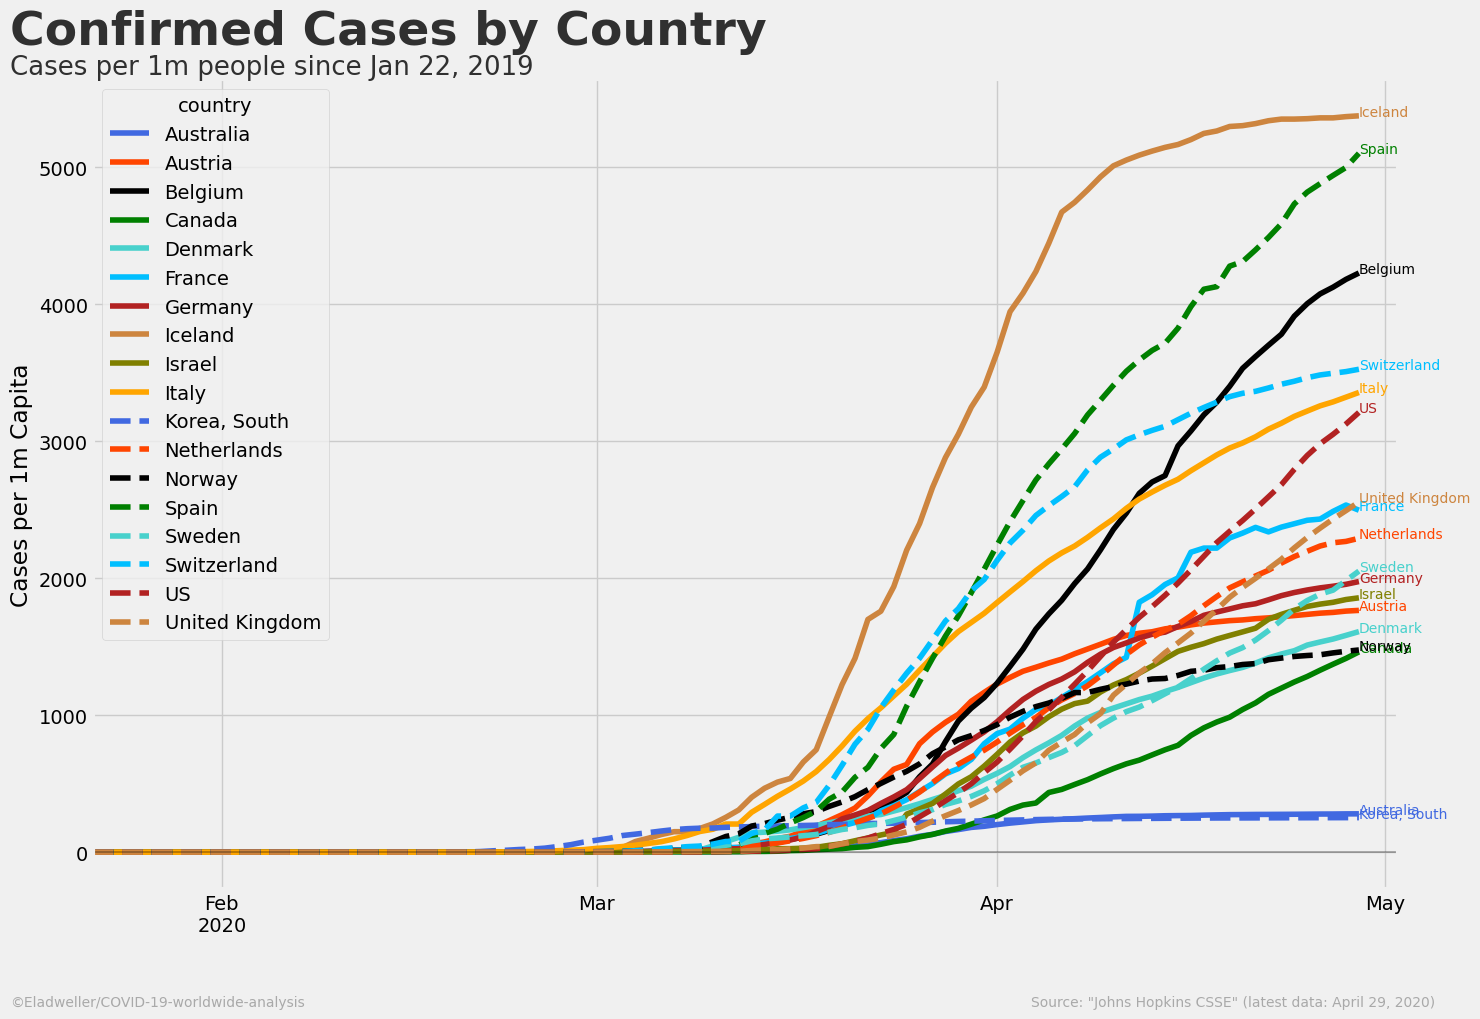 Confirmed Cases by Country
Cases per 1m people since Jan 22, 2019
country
Australia
Austria
Belgium
Canada
Denmark
France
Germany
Iceland
Israel
Italy
Korea, South
Netherlands
Norway
Spain
Sweden
Switzerland
US
United Kingdom
Cases per 1m Capita
5000
4000
3000
2000
1000
0
Iceland
Spain
Belgium
Switzerland
Italy
US
United Kingdom
France
Netherlands
Sweden
Germany
Israel
Austria
Denmark
Norway
Canada
Australia
Korea, South
Feb
2020
Mar
Apr
May
©Eladweller/COVID-19-worldwide-analysis
Source: "Johns Hopkins CSSE" (latest data: April 29, 2020)